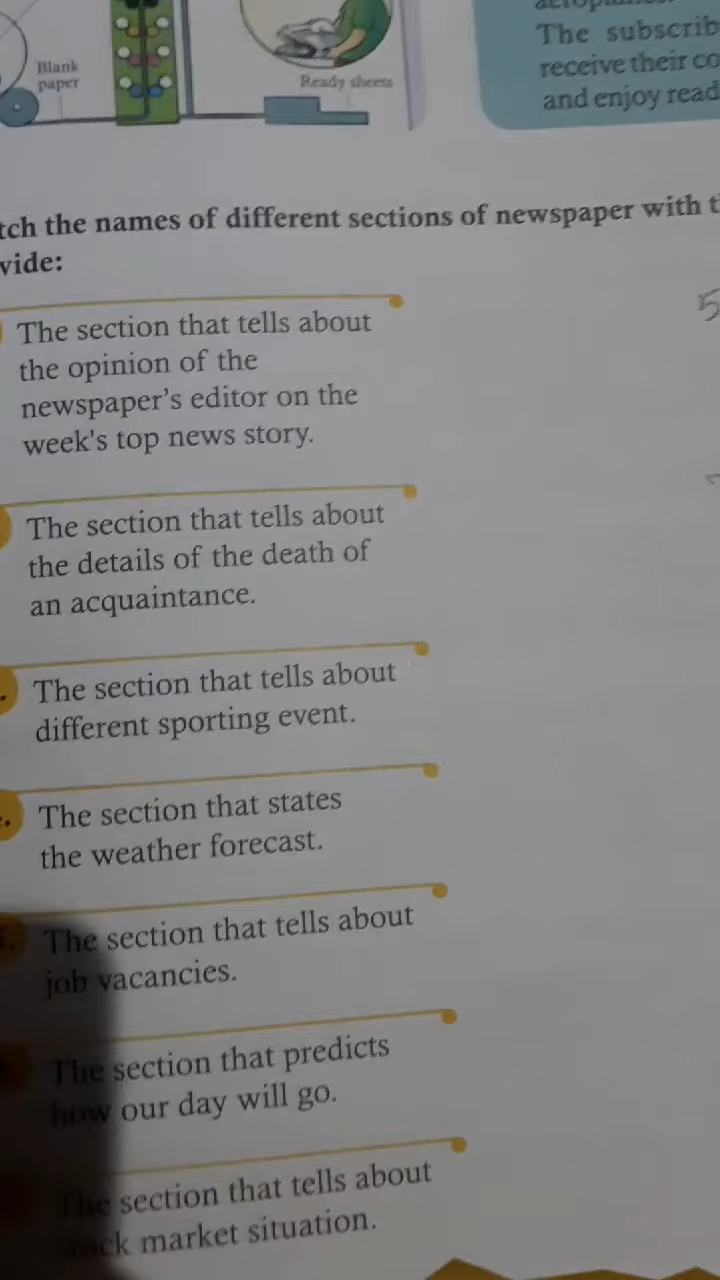 Blank
paper
Ready sheets
The subscrib
receive their co
and enjoy read
tch the names of different sections of newspaper with t
vide:
5
The section that tells about
the opinion of the
newspaper's editor on the
week's top news story.
The section that tells about
the details of the death of
an acquaintance.
The section that tells about
different sporting event.
The section that states
the weather forecast.
The section that tells about
job vacancies.
The section that predicts
how our day will go.
The section that tells about
ck market situation.